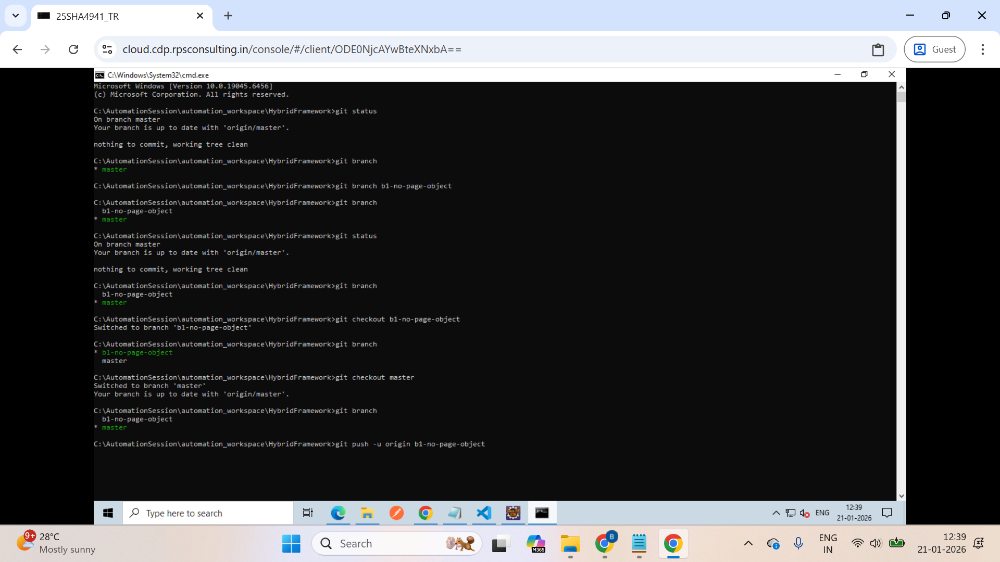 25SHA4941_TR
cloud.cdp.rpsconsulting.in/console/#/client/ODE0NjcAYwBteXNxbA==
Guest
C:\Windows\System32\cmd.exe
Microsoft Windows [Version 10.0.19045.6456]
(c) Microsoft Corporation. All rights reserved.
C:\AutomationSession\automation_workspace\HybridFramework>git status
On branch master
Your branch is up to date with 'origin/master'.
nothing to commit, working tree clean
C:\AutomationSession\automation_workspace\HybridFramework>git branch
* master
C:\AutomationSession\automation_workspace\HybridFramework>git branch b1-no-page-object
C:\AutomationSession\automation_workspace\HybridFramework>git branch
  b1-no-page-object
* master
C:\AutomationSession\automation_workspace\HybridFramework>git status
On branch master
Your branch is up to date with 'origin/master'.
nothing to commit, working tree clean
C:\AutomationSession\automation_workspace\HybridFramework>git branch
  b1-no-page-object
* master
C:\AutomationSession\automation_workspace\HybridFramework>git checkout b1-no-page-object
Switched to branch 'b1-no-page-object'
C:\AutomationSession\automation_workspace\HybridFramework>git branch
* b1-no-page-object
  master
C:\AutomationSession\automation_workspace\HybridFramework>git checkout master
Switched to branch 'master'
Your branch is up to date with 'origin/master'.
C:\AutomationSession\automation_workspace\HybridFramework>git branch
  b1-no-page-object
* master
C:\AutomationSession\automation_workspace\HybridFramework>git push -u origin b1-no-page-object
Type here to search
ENG
12:39
21-01-2026
9+
28°C
Mostly sunny
Search
M365
B
ENG
IN
12:39
21-01-2026